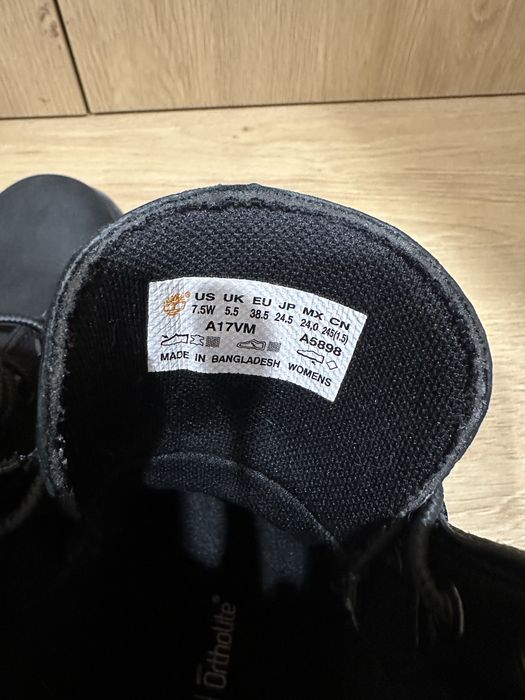 US UK EU JP MX CN
7.5W 5.5 38.5 24.5 24,0 245(1.5)
A17VM A5898
MADE IN BANGLADESH WOMENS
Ortholite®